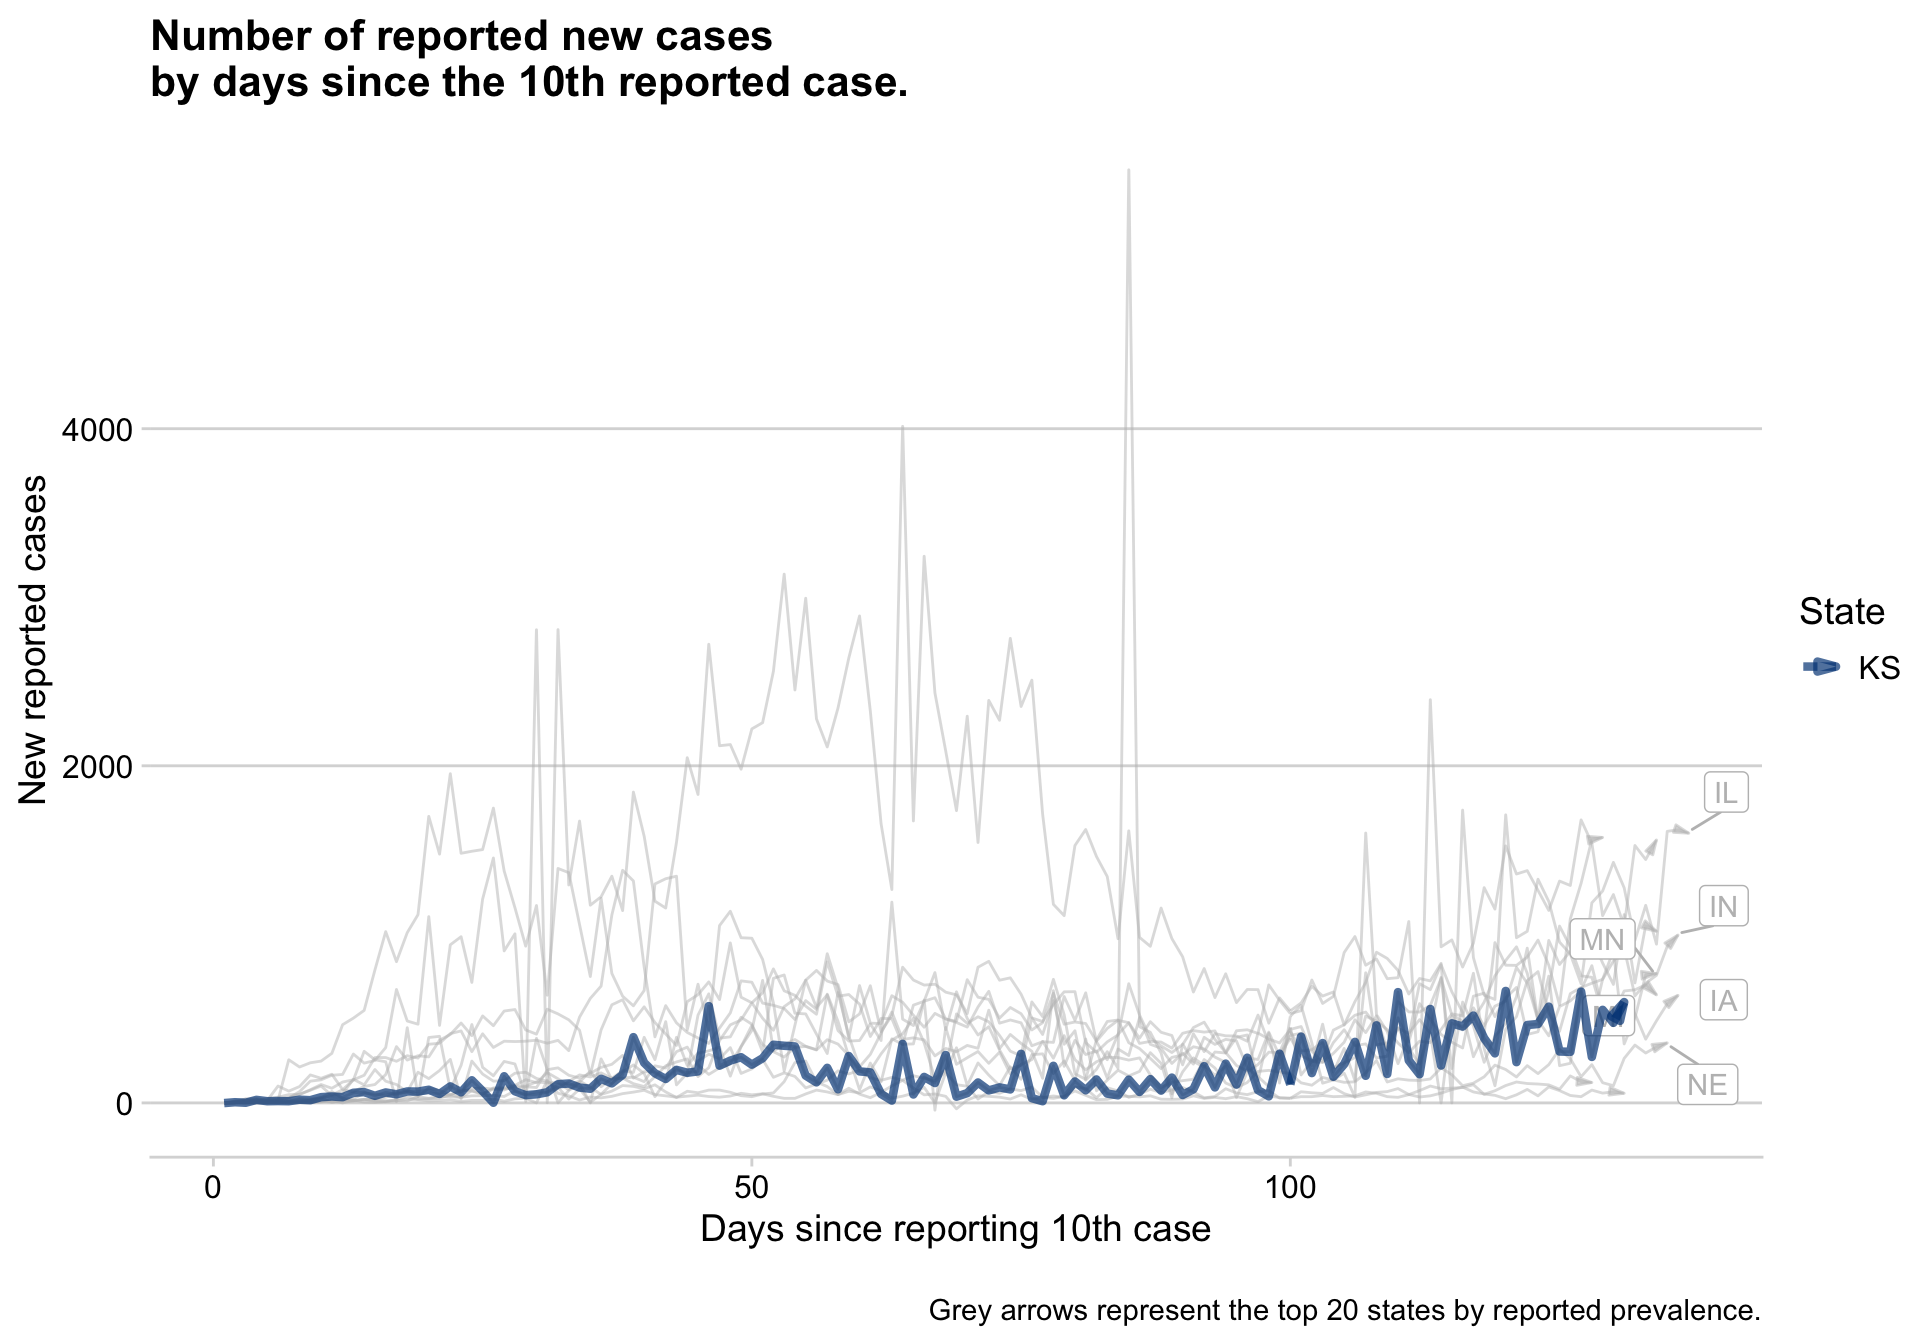 Number of reported new cases
by days since the 10th reported case.
New reported cases
4000
2000
0
0
50
100
Days since reporting 10th case
IL
IN
MN
IA
NE
State
KS
Grey arrows represent the top 20 states by reported prevalence.